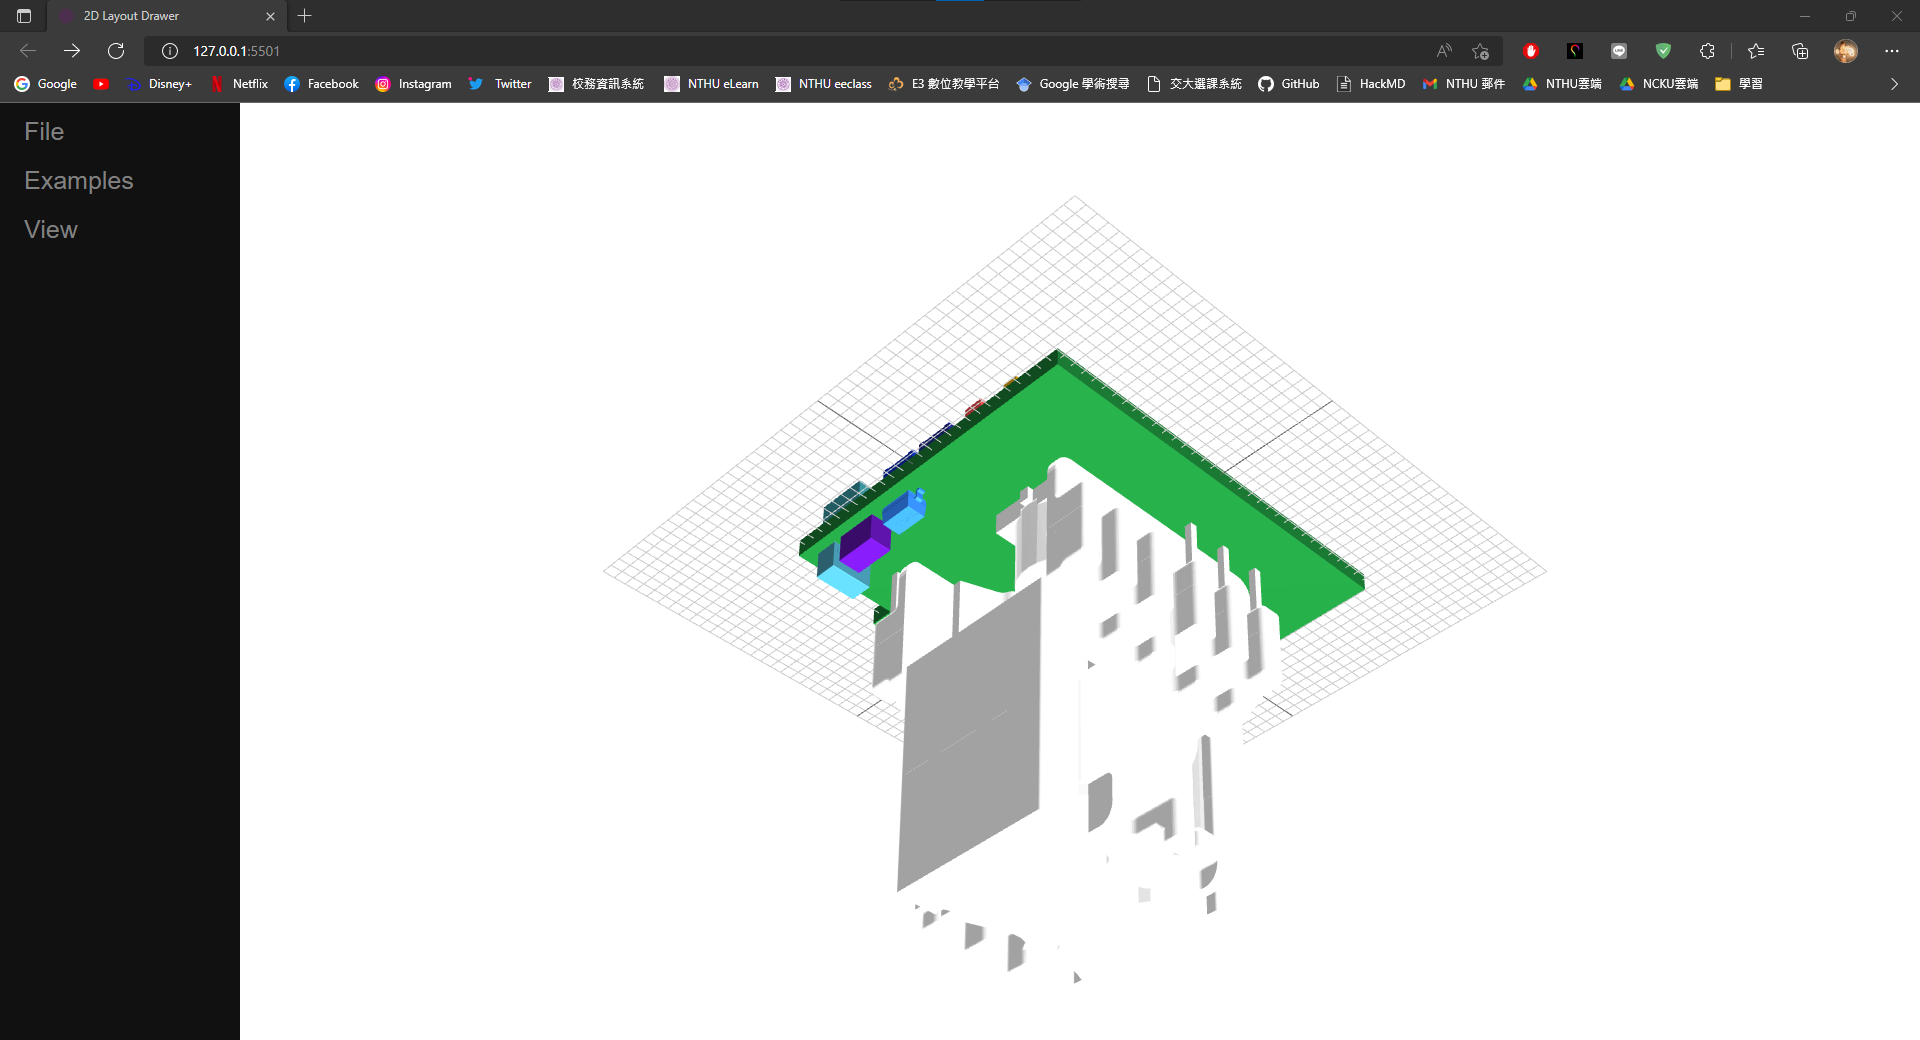 2D Layout Drawer
127.0.0.1:5501
Google Disney+ Netflix Facebook Instagram Twitter 校務資訊系統 NTHU eLearn NTHU eeclass E3 數位教學平台 Google 學術搜尋 交大選課系統 GitHub HackMD NTHU 郵件 NTHU雲端 NCKU雲端 學習
File
Examples
View